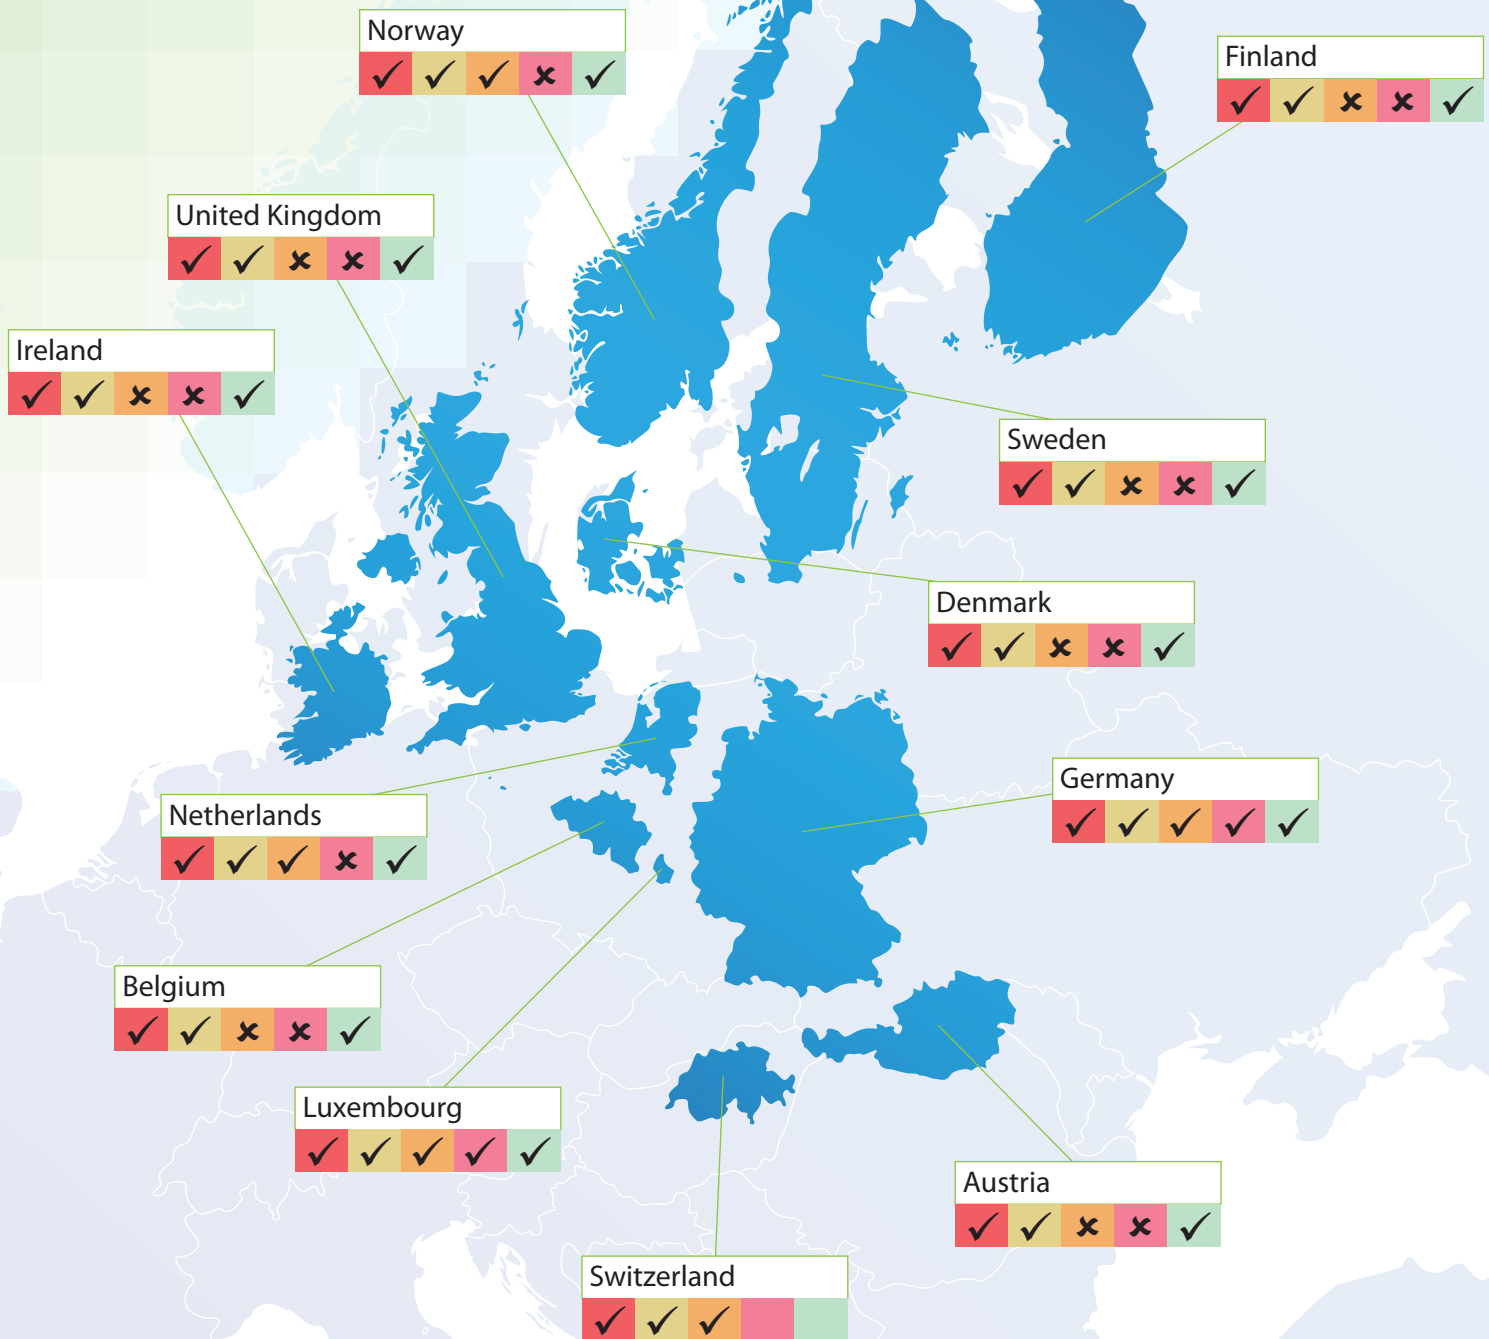 Norway
✓ ✓ ✓ ✘ ✓
Finland
✓ ✓ ✘ ✘ ✓
United Kingdom
✓ ✓ ✘ ✘ ✓
Ireland
✓ ✓ ✘ ✘ ✓
Sweden
✓ ✓ ✘ ✘ ✓
Denmark
✓ ✓ ✘ ✘ ✓
Germany
✓ ✓ ✓ ✓ ✓
Netherlands
✓ ✓ ✓ ✘ ✓
Belgium
✓ ✓ ✘ ✘ ✓
Luxembourg
✓ ✓ ✓ ✓ ✓
Austria
✓ ✓ ✘ ✘ ✓
Switzerland
✓ ✓ ✓